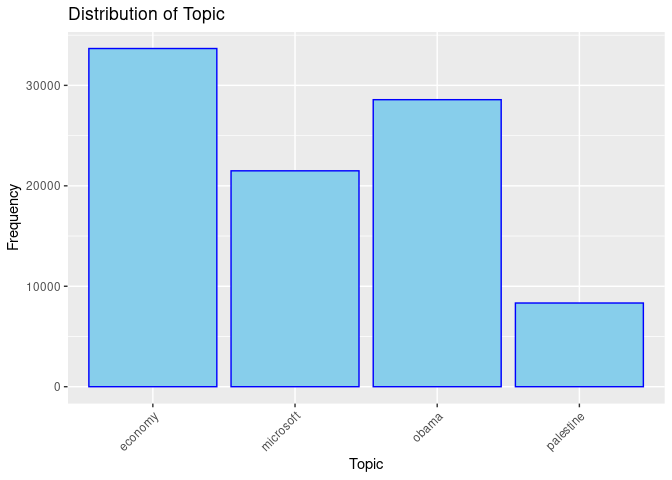 Distribution of Topic
Frequency
30000
20000
10000
0
economy
microsoft
obama
palestine
Topic